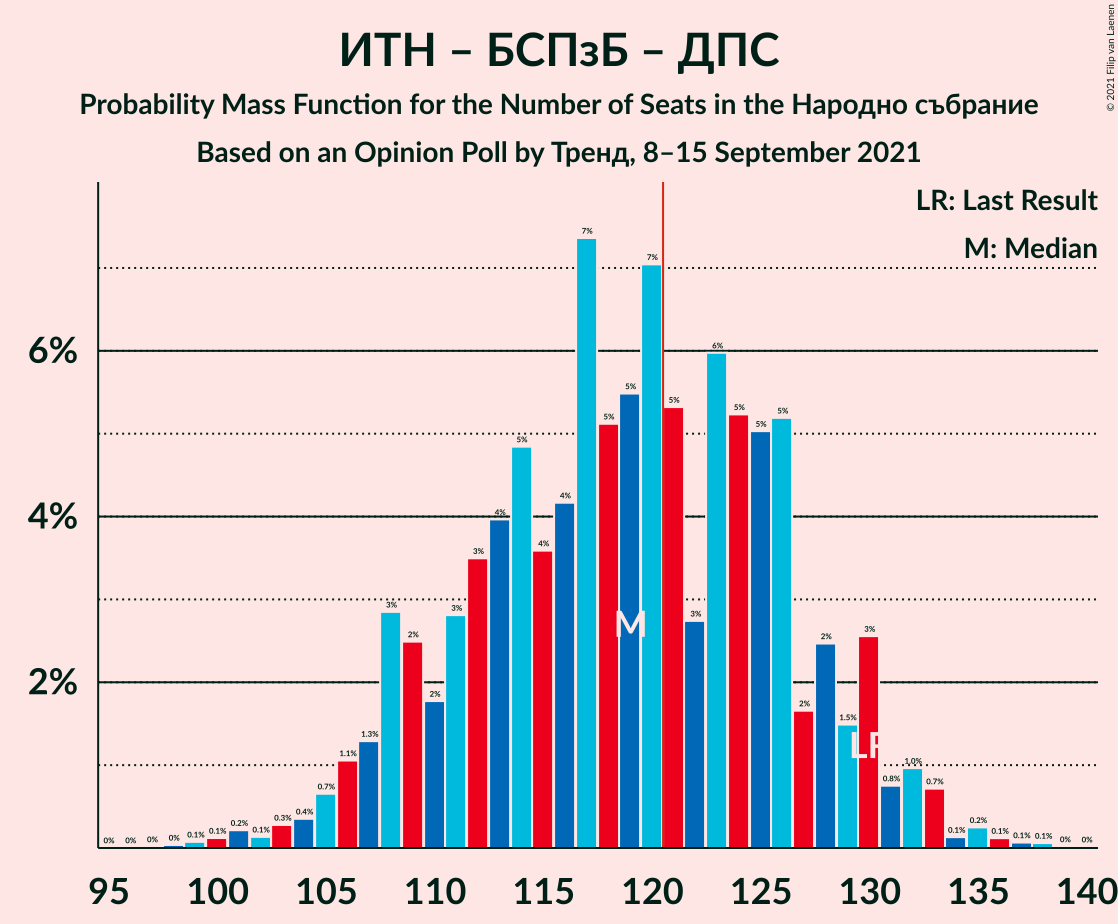 ИТН – БСПзБ – ДПС
Probability Mass Function for the Number of Seats in the Народно събрание
Based on an Opinion Poll by Тренд, 8–15 September 2021
© 2021 Filip van Laenen
LR: Last Result
M: Median
6%
4%
2%
0% 0% 0% 0% 0.1% 0.1% 0.2% 0.1% 0.3% 0.4% 0.7% 1.1% 1.3% 3% 2% 2% 3% 3% 4% 5% 4% 4% 7% 5% 5% 7% 5% 3% 6% 5% 5% 5% 2% 2% 1.5% 3% 0.8% 1.0% 0.7% 0.1% 0.2% 0.1% 0.1% 0.1% 0% 0%
M
LR
95 100 105 110 115 120 125 130 135 140